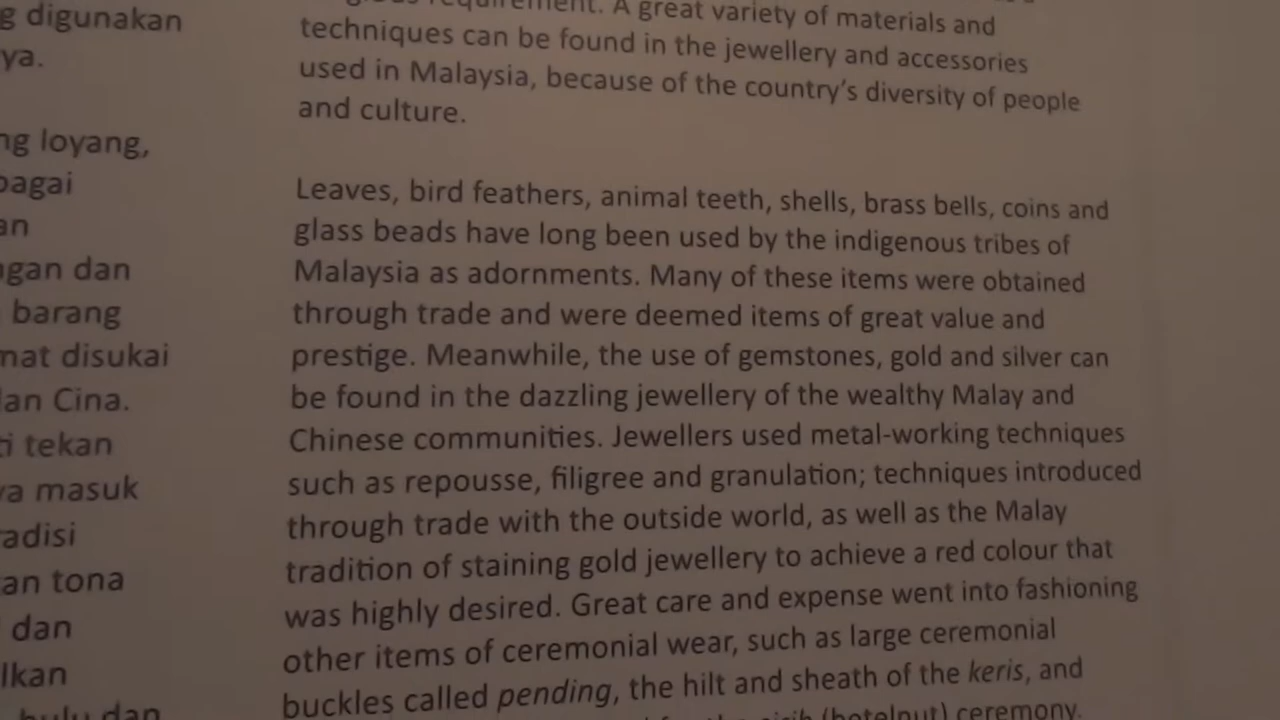 digunakan
ya.
loyang,
dan
barang
disukai
Cina.
tekan
masuk
tona
dan
dan
requirement. A great variety of materials and
techniques can be found in the jewellery and accessories
used in Malaysia, because of the country's diversity of people
and culture.
Leaves, bird feathers, animal teeth, shells, brass bells, coins and
glass beads have long been used by the indigenous tribes of
Malaysia as adornments. Many of these items were obtained
through trade and were deemed items of great value and
prestige. Meanwhile, the use of gemstones, gold and silver can
be found in the dazzling jewellery of the wealthy Malay and
Chinese communities. Jewellers used metal-working techniques
such as repousse, filigree and granulation; techniques introduced
through trade with the outside world, as well as the Malay
tradition of staining gold jewellery to achieve a red colour that
was highly desired. Great care and expense went into fashioning
other items of ceremonial wear, such as large ceremonial
buckles called pending, the hilt and sheath of the keris, and
(betelnut) ceremony.